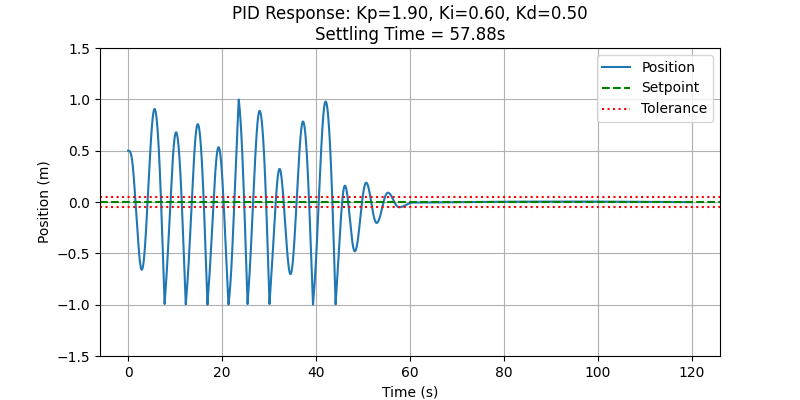 PID Response: Kp=1.90, Ki=0.60, Kd=0.50
Settling Time = 57.88s
1.5
1.0
0.5
0.0
−0.5
−1.0
−1.5
Position (m)
Position
Setpoint
Tolerance
0 20 40 60 80 100 120
Time (s)